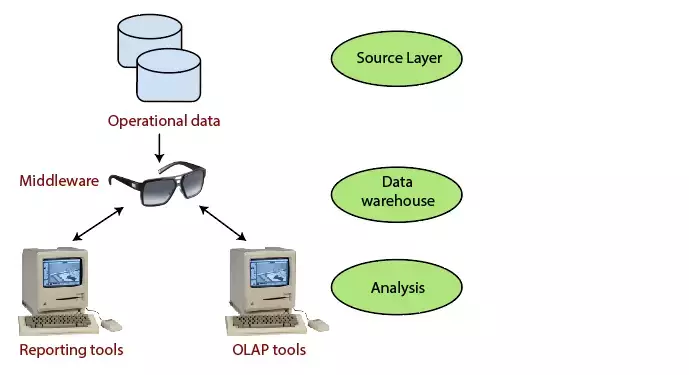 Source Layer
Operational data
Middleware
Data
warehouse
Analysis
Reporting tools
OLAP tools